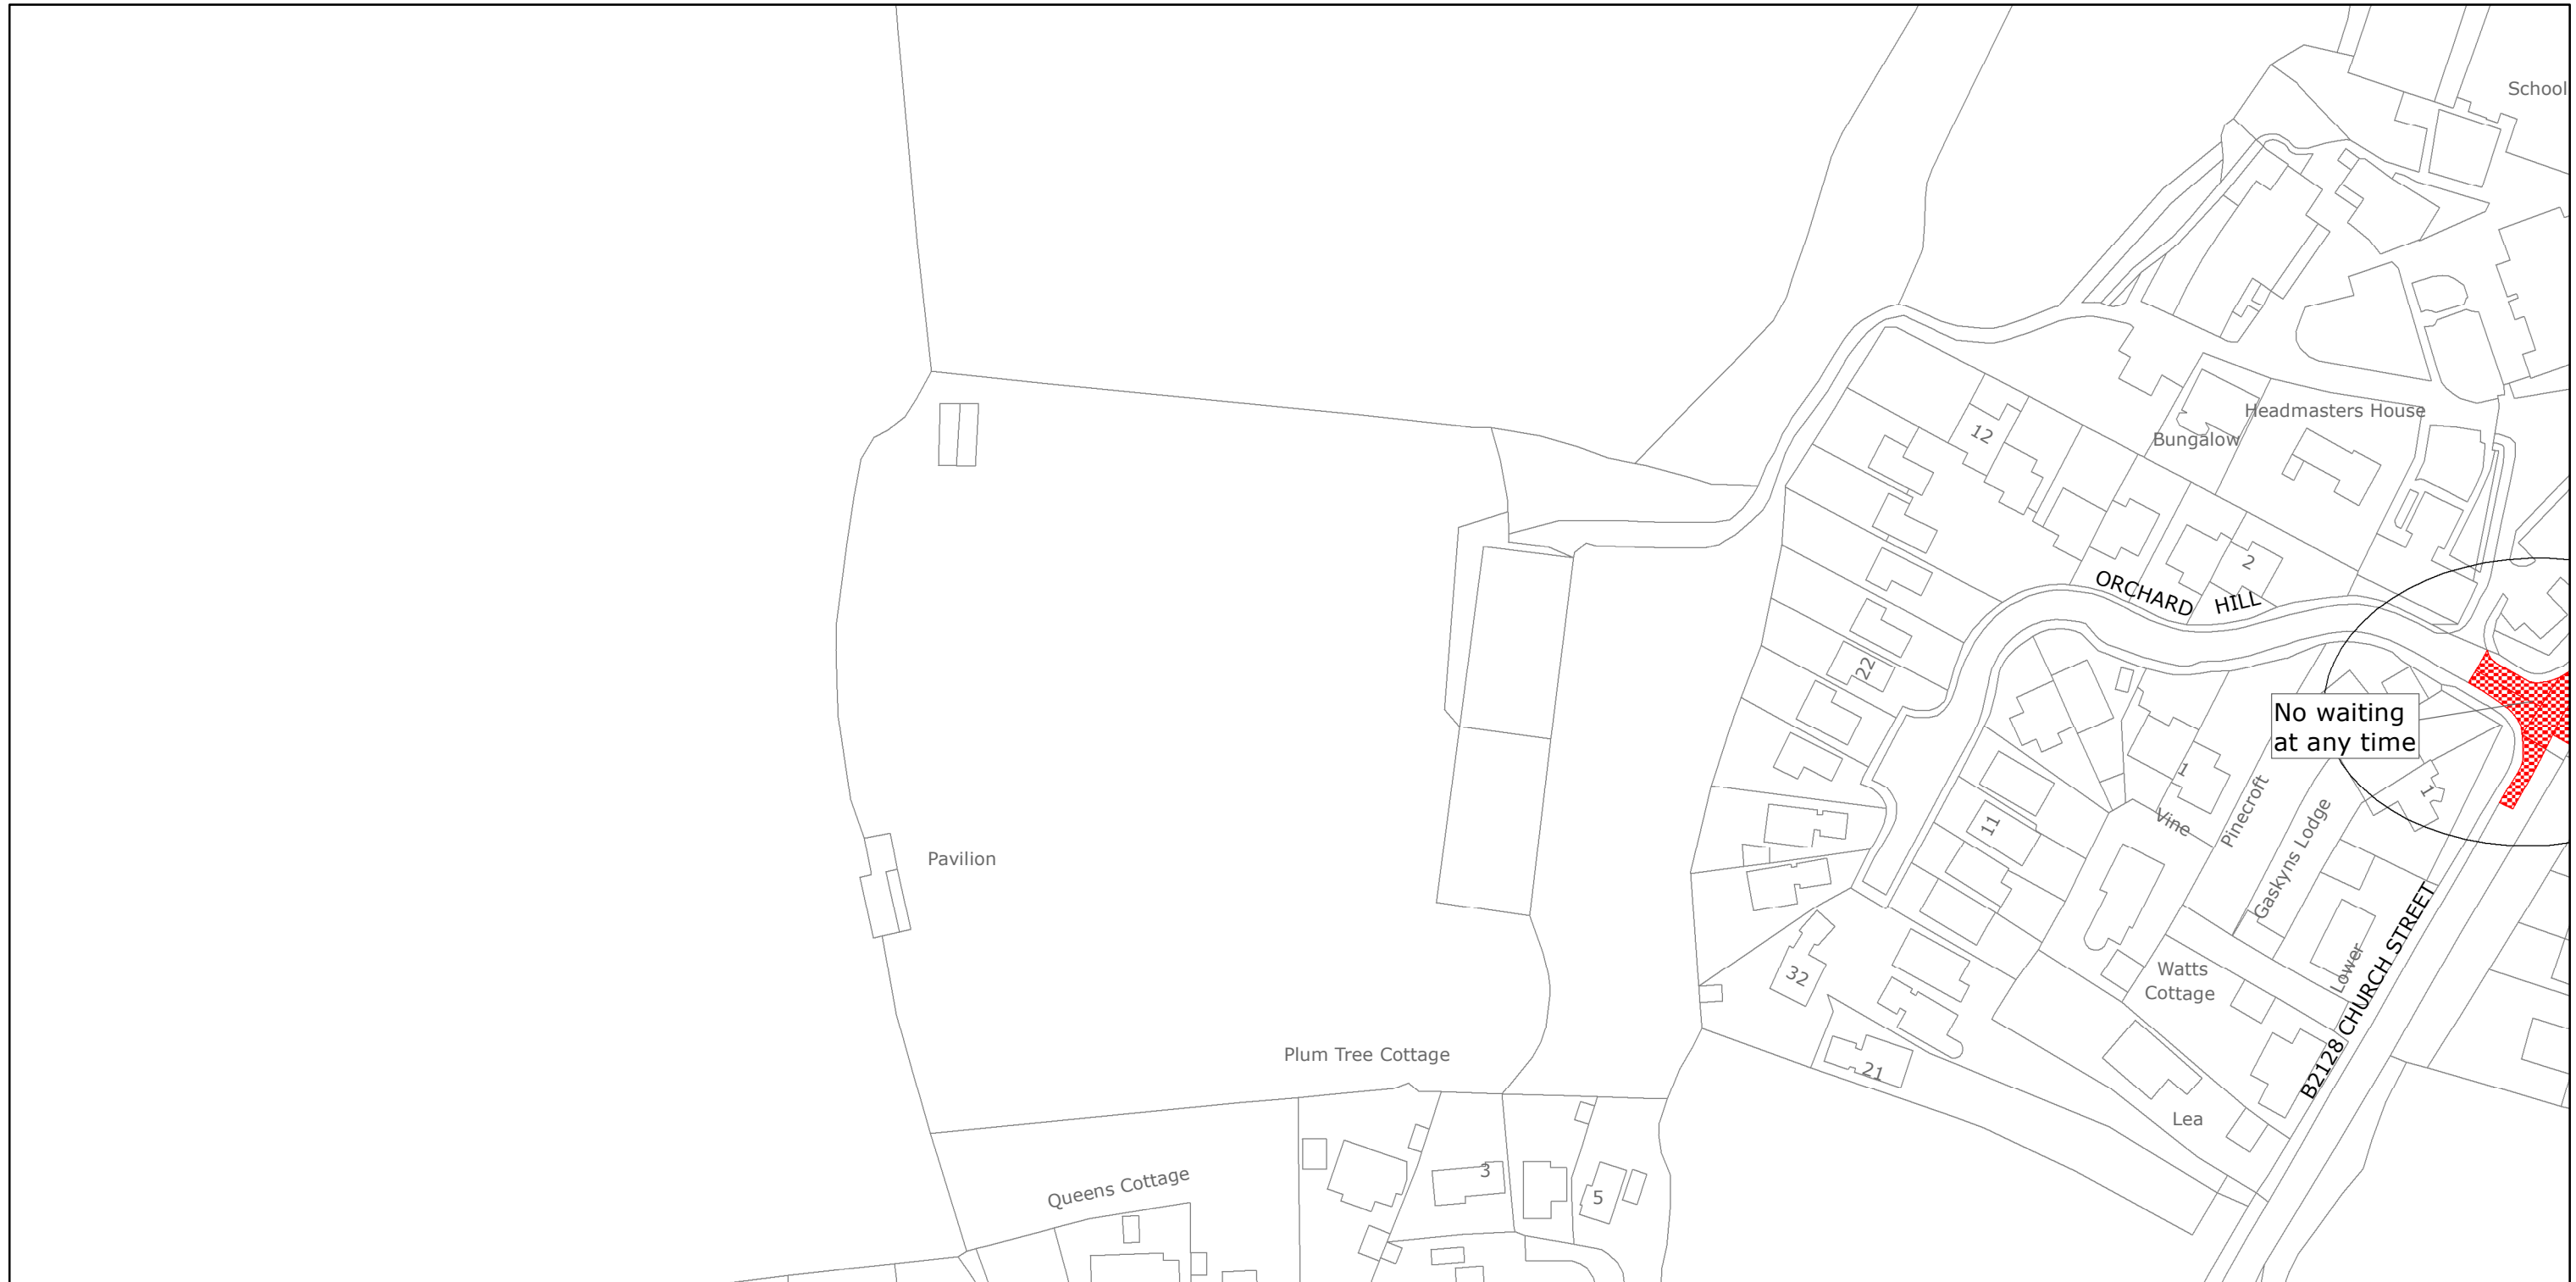 School
Headmasters House
Bungalow
12
2
ORCHARD HILL
22
No waiting
at any time
1
1
Pinecroft
Vine
11
Gaskyns Lodge
Pavilion
B2128 CHURCH STREET
Lower
Watts
Cottage
32
Plum Tree Cottage
21
Lea
3
Queens Cottage
5